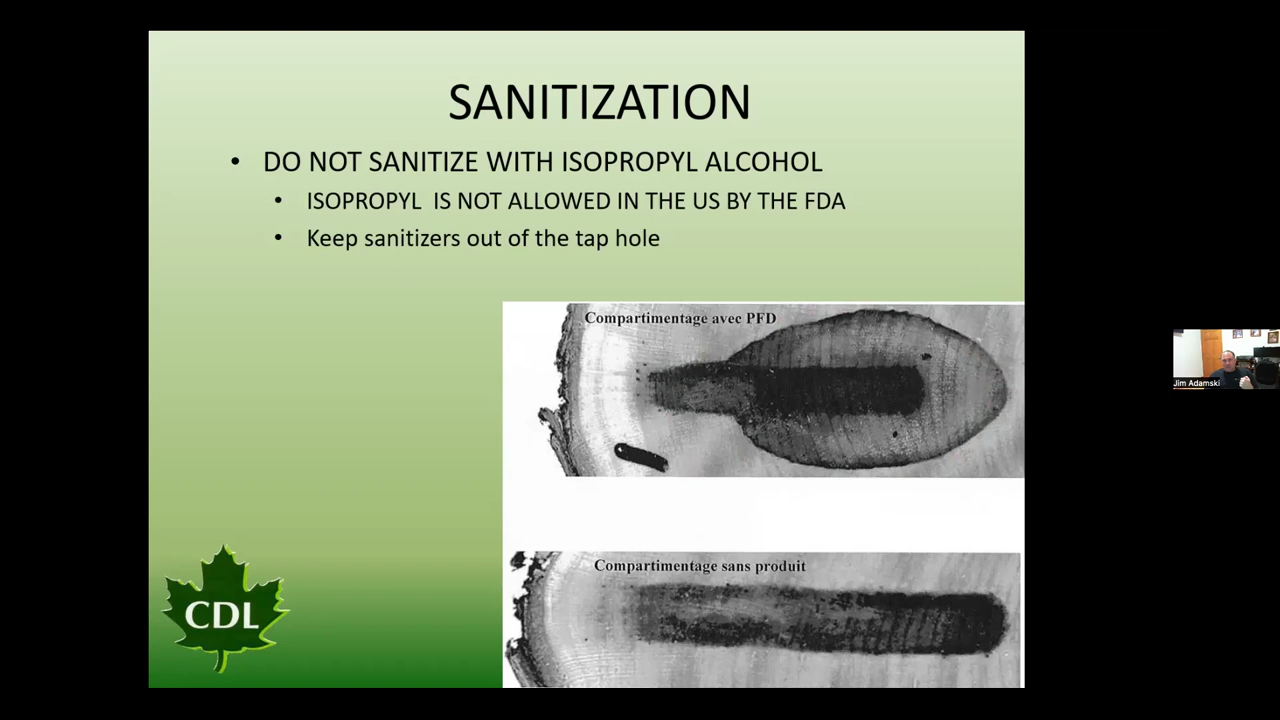 SANITIZATION
• DO NOT SANITIZE WITH ISOPROPYL ALCOHOL
• ISOPROPYL IS NOT ALLOWED IN THE US BY THE FDA
• Keep sanitizers out of the tap hole
Compartimentage avec PFD
Jim Adamski
Compartimentage sans produit
CDL